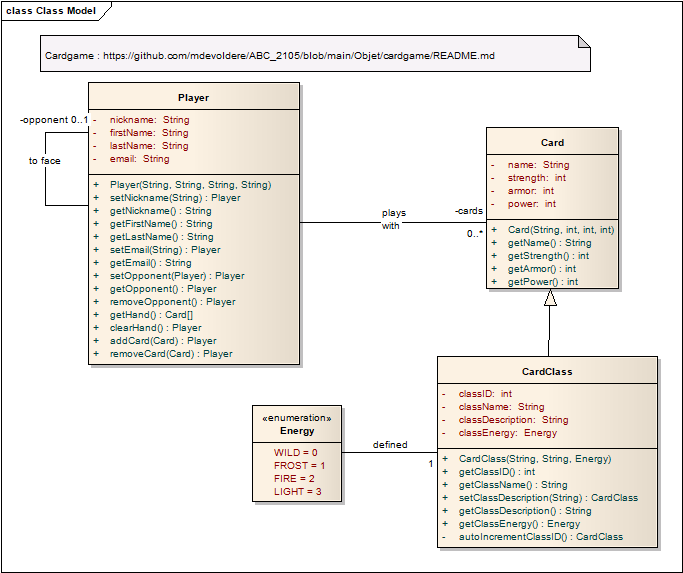 class Class Model
Cardgame : https://github.com/mdevoldere/ABC_2105/blob/main/Objet/cardgame/README.md
Player
- nickname: String
- firstName: String
- lastName: String
- email: String
+ Player(String, String, String, String)
+ setNickname(String) : Player
+ getNickname() : String
+ getFirstName() : String
+ getLastName() : String
+ setEmail(String) : Player
+ getEmail() : String
+ setOpponent(Player) : Player
+ getOpponent() : Player
+ removeOpponent() : Player
+ getHand() : Card[]
+ clearHand() : Player
+ addCard(Card) : Player
+ removeCard(Card) : Player
-opponent 0..1
to face
plays
with
-cards
0..*
Card
- name: String
- strength: int
- armor: int
- power: int
+ Card(String, int, int, int)
+ getName() : String
+ getStrength() : int
+ getArmor() : int
+ getPower() : int
CardClass
- classID: int
- className: String
- classDescription: String
- classEnergy: Energy
+ CardClass(String, String, Energy)
+ getClassID() : int
+ getClassName() : String
+ setClassDescription(String) : CardClass
+ getClassDescription() : String
+ getClassEnergy() : Energy
- autoIncrementClassID() : CardClass
defined
1
«enumeration»
Energy
WILD = 0
FROST = 1
FIRE = 2
LIGHT = 3